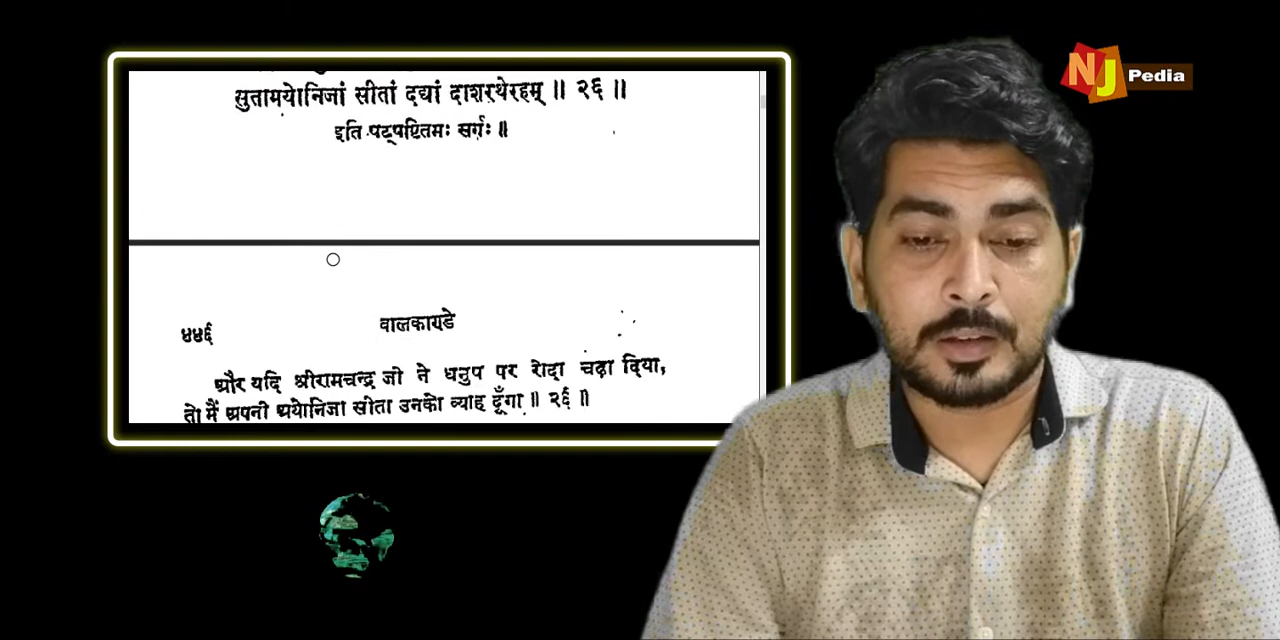 सुतामयोनिजां सीतां दद्यां दाशरथेरहम् ॥ २६ ॥
इति षट्षष्टितमः सर्गः ॥
४४६
बालकाण्डे
और यदि श्रीरामचन्द्र जी ने धनुष पर रोदा चढ़ा दिया,
तो मैं अपनी अयोनिजा सीता उनको व्याह दूँगा ॥ २६ ॥
NJ Pedia